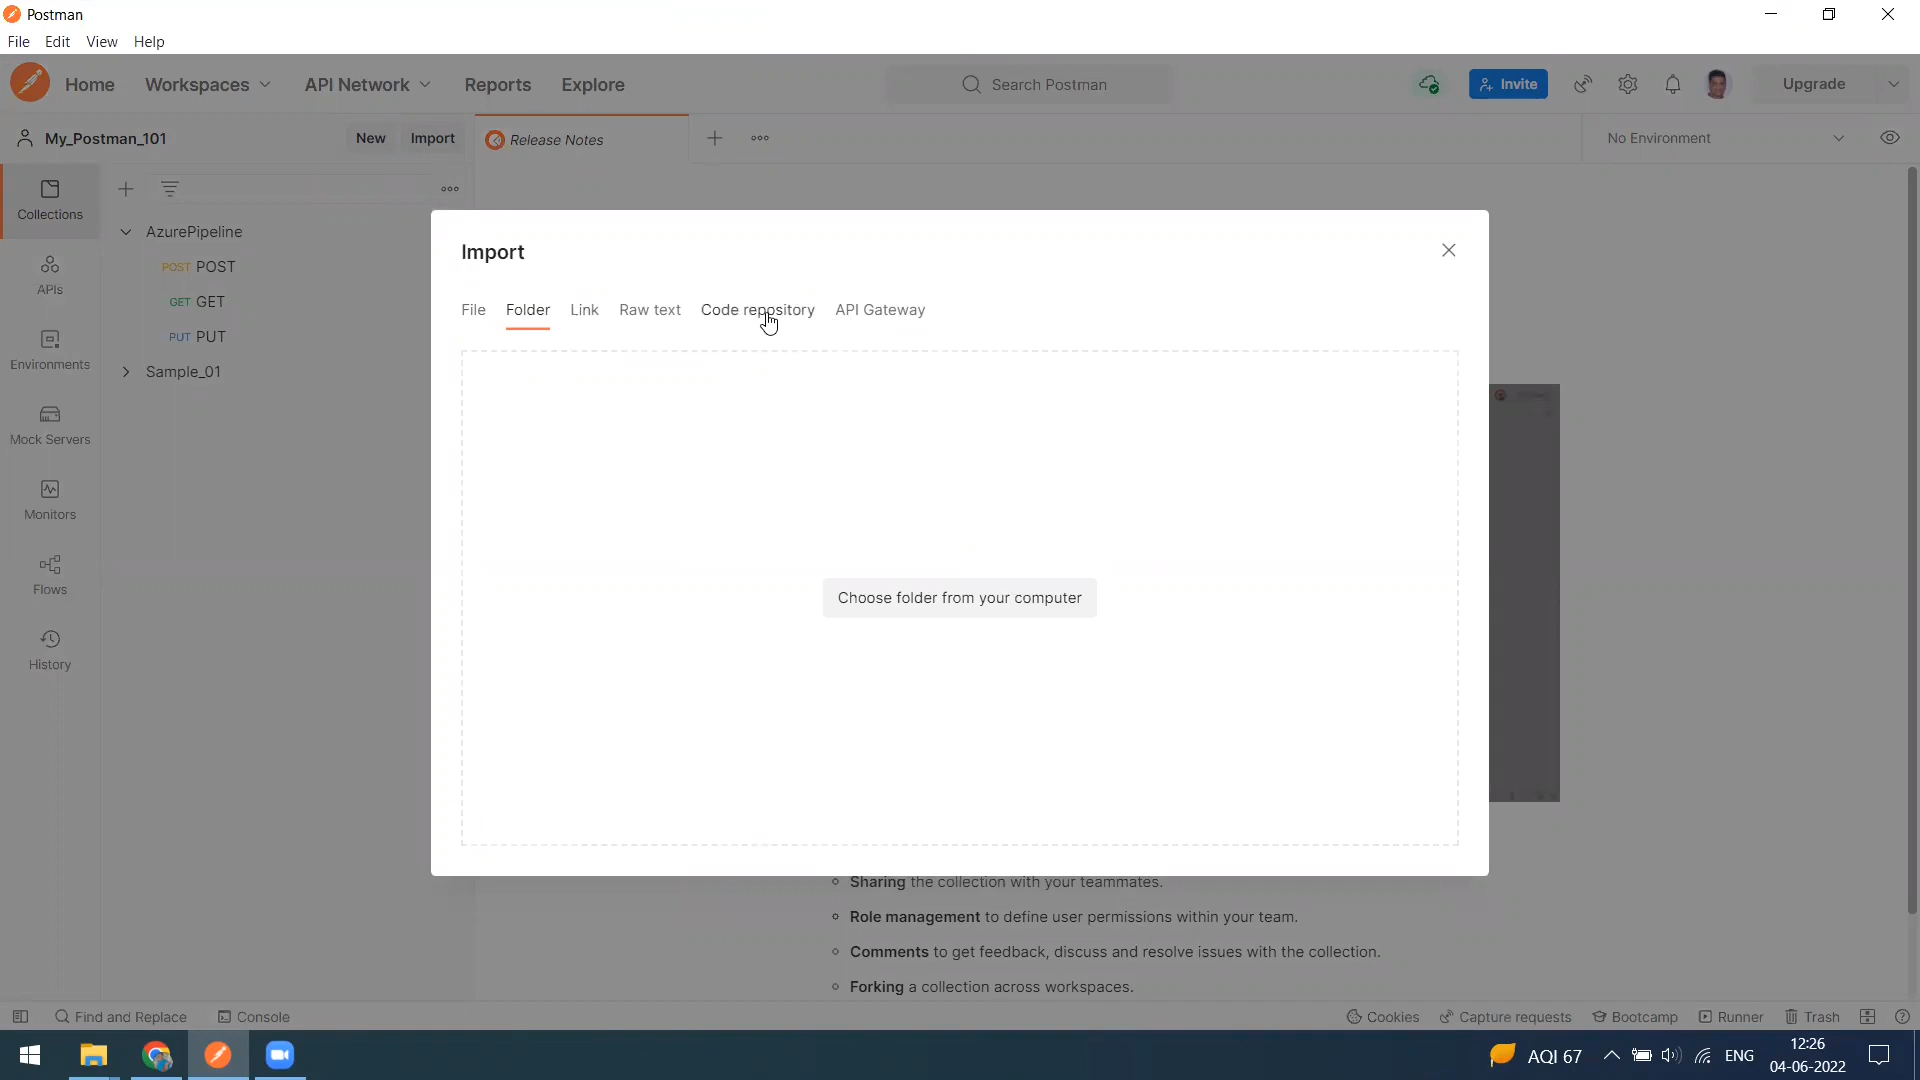 Postman
File Edit View Help
Home Workspaces API Network Reports Explore Search Postman Invite Upgrade
My_Postman_101 New Import Release Notes No Environment
Collections
AzurePipeline
POST POST
GET GET
PUT PUT
Sample_01
APIs
Environments
Mock Servers
Monitors
Flows
History
Import
File Folder Link Raw text Code repository API Gateway
Choose folder from your computer
Sharing the collection with your teammates.
Role management to define user permissions within your team.
Comments to get feedback, discuss and resolve issues with the collection.
Forking a collection across workspaces.
Find and Replace Console Cookies Capture requests Bootcamp Runner Trash
AQI 67 ENG 12:26
04-06-2022